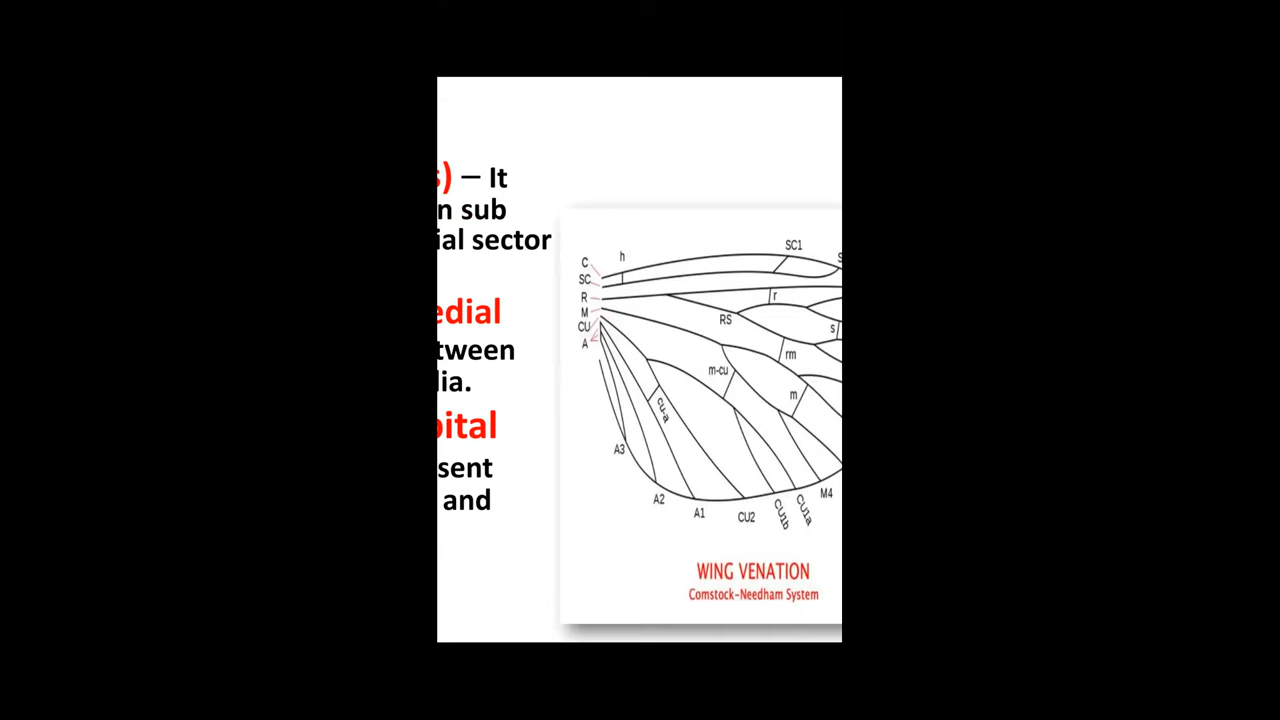 s) – It
n sub
ial sector
edial
tween
lia.
pital
sent
and
h
SC1
S
C
SC
R
M
CU
A
r
RS
s
rm
m-cu
m
cu-a
A3
A2
A1
CU2
CU1b
CU1a
M4
WING VENATION
Comstock-Needham System